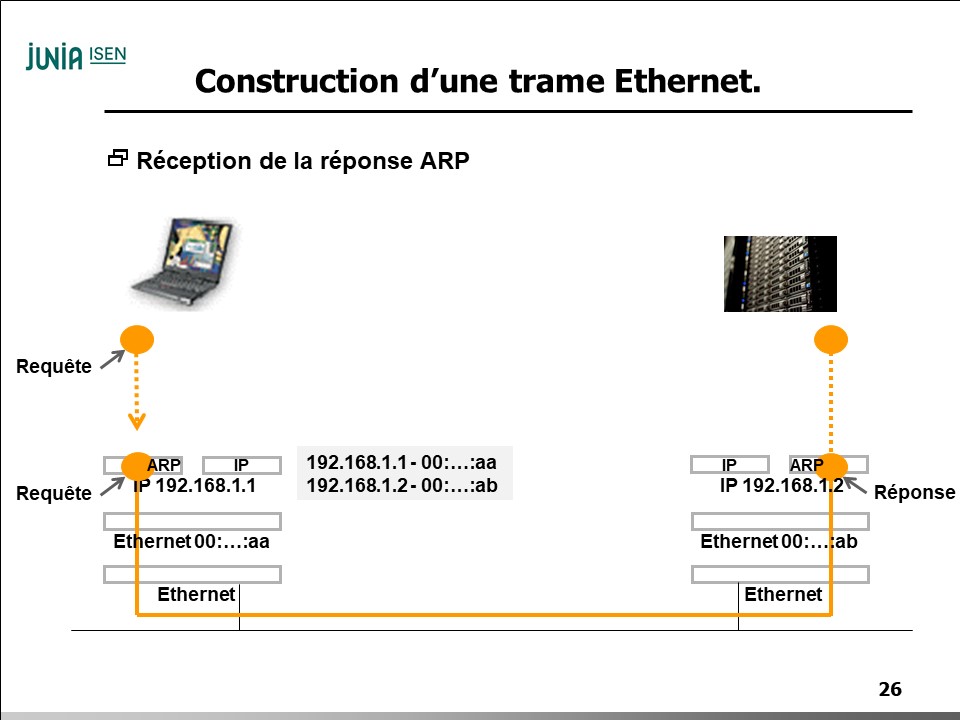 JUNIA ISEN
Construction d’une trame Ethernet.
Réception de la réponse ARP
Requête
ARP
IP
192.168.1.1 - 00:…:aa
192.168.1.2 - 00:…:ab
IP
ARP
Requête
IP 192.168.1.1
IP 192.168.1.2
Réponse
Ethernet 00:…:aa
Ethernet 00:…:ab
Ethernet
Ethernet
26